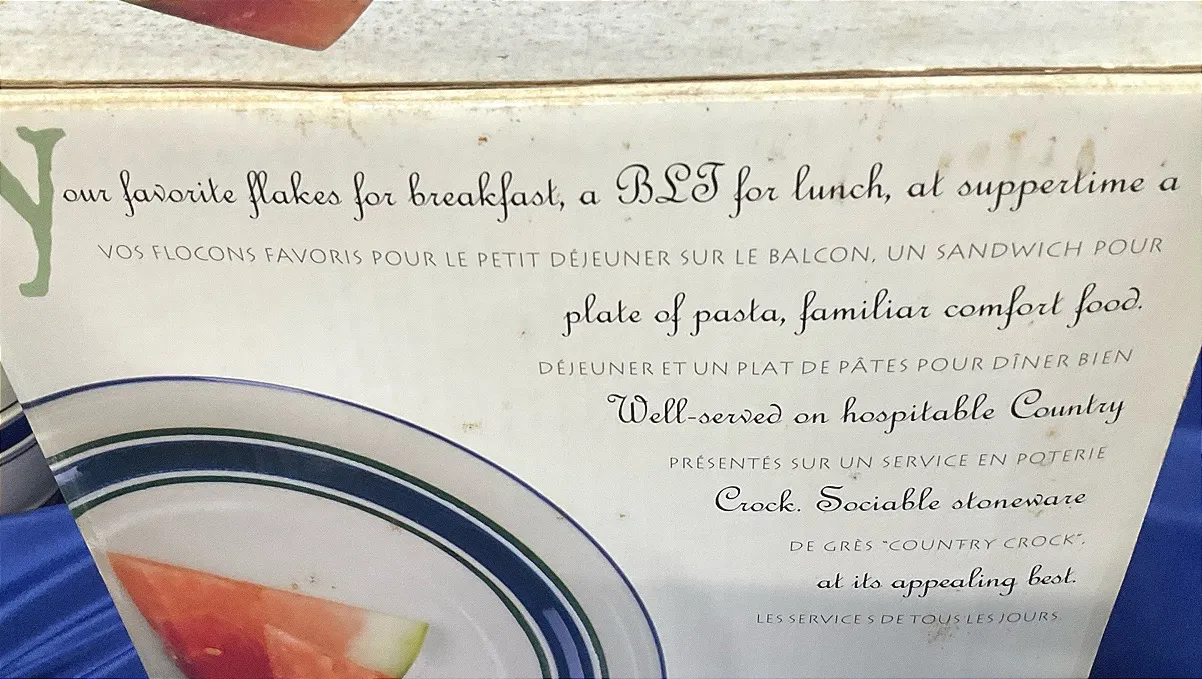 Your favorite flakes for breakfast, a BLT for lunch, at suppertime a
VOS FLOCONS FAVORIS POUR LE PETIT DÉJEUNER SUR LE BALCON, UN SANDWICH POUR
plate of pasta, familiar comfort food.
DÉJEUNER ET UN PLAT DE PÂTES POUR DÎNER BIEN
Well-served on hospitable Country
PRÉSENTÉS SUR UN SERVICE EN POTERIE
Crock. Sociable stoneware
DE GRÈS "COUNTRY CROCK",
at its appealing best.
LES SERVICES DE TOUS LES JOURS.